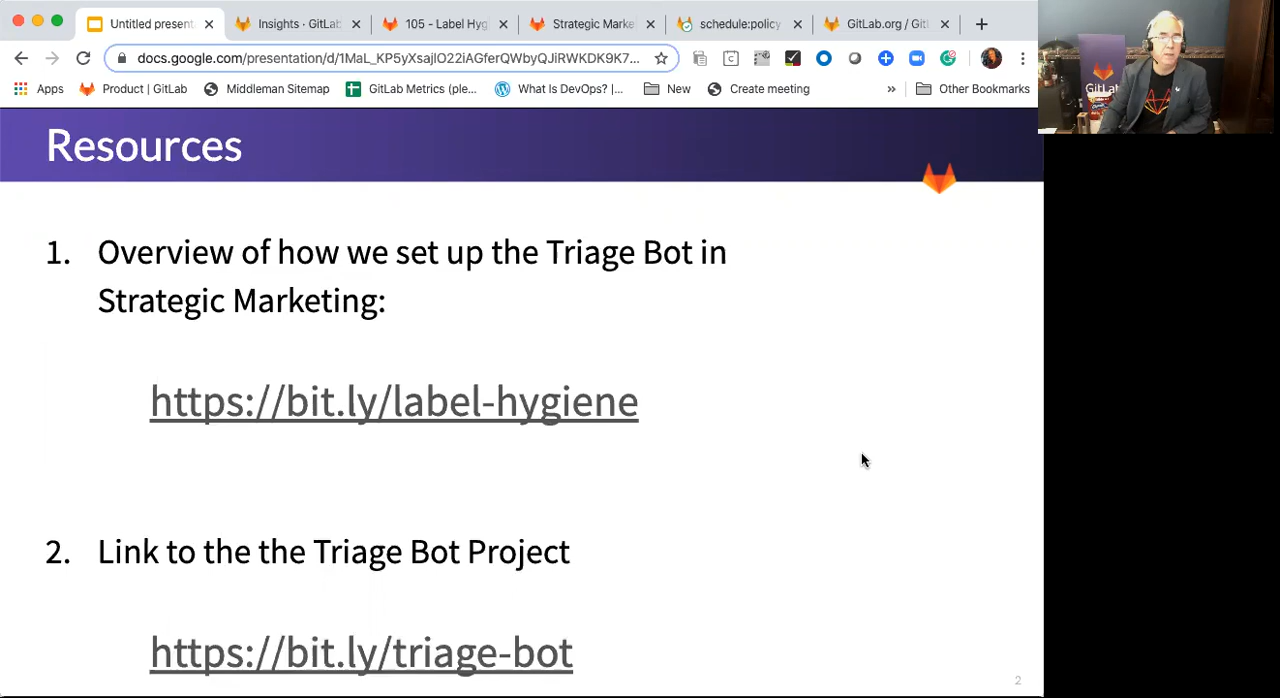 Untitled present
Insights · GitLab
105 - Label Hyg
Strategic Marke
schedule:policy
GitLab.org / Gitl
docs.google.com/presentation/d/1MaL_KP5yXsajlO22iAGferQWbyQJiRWKDK9K7...
Apps
Product | GitLab
Middleman Sitemap
GitLab Metrics (ple...
What Is DevOps? |...
New
Create meeting
»
Other Bookmarks
GitLab
Resources
1. Overview of how we set up the Triage Bot in
Strategic Marketing:
https://bit.ly/label-hygiene
2. Link to the the Triage Bot Project
https://bit.ly/triage-bot
2